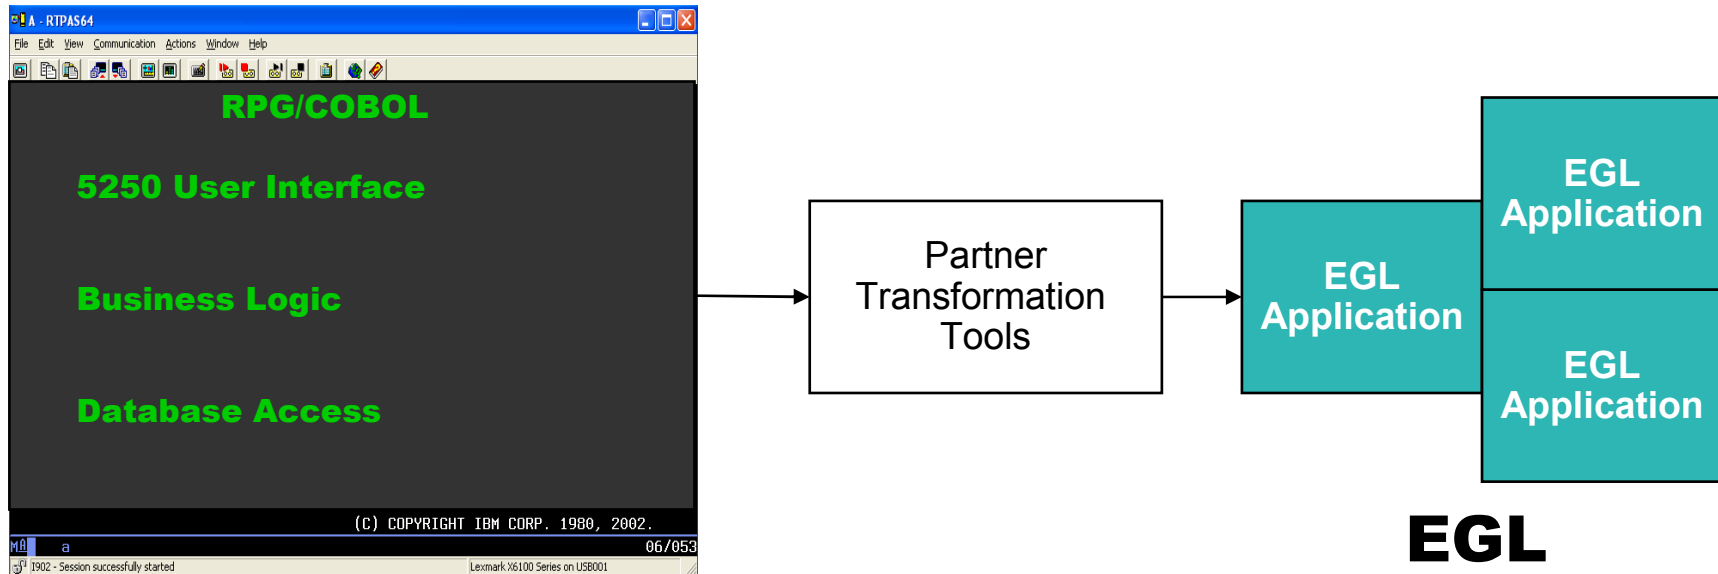 A - RTPAS64
File Edit View Communication Actions Window Help
RPG/COBOL
5250 User Interface
Business Logic
Database Access
(C) COPYRIGHT IBM CORP. 1980, 2002.
MA a 06/053
I902 - Session successfully started Lexmark X6100 Series on USB001
Partner
Transformation
Tools
EGL
Application
EGL
Application
EGL
Application
EGL